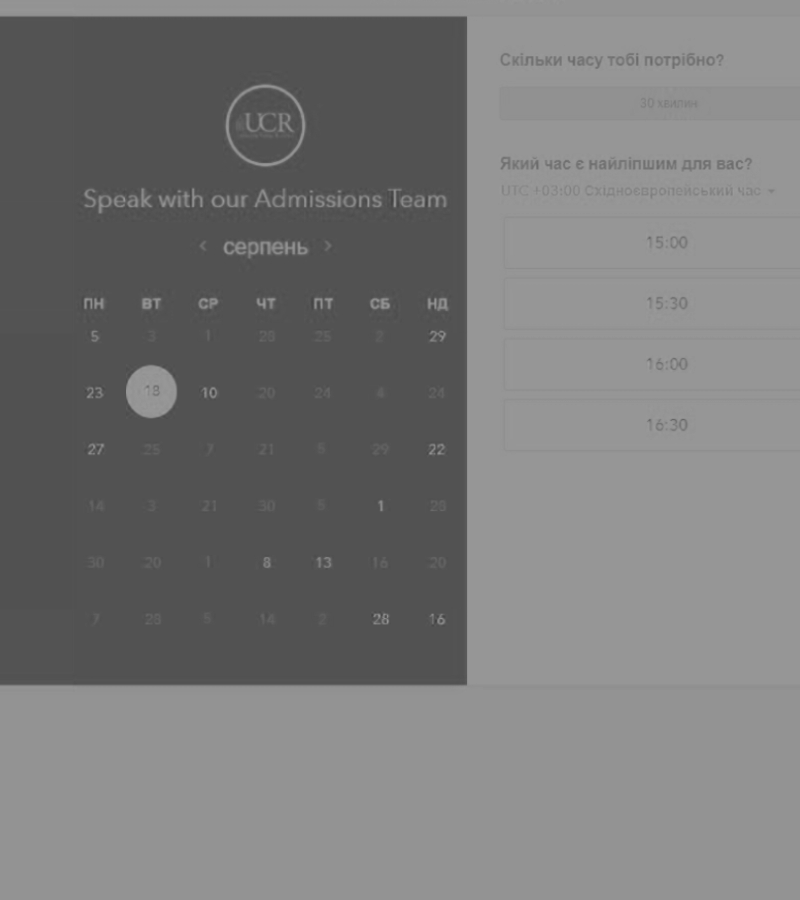 UCR
Speak with our Admissions Team
серпень
ПН ВТ СР ЧТ ПТ СБ НД
5 3 1 20 25 2 29
23 18 10 20 24 4 24
27 25 7 21 5 29 22
14 3 21 30 5 1 23
30 20 1 8 13 16 20
7 28 5 14 2 28 16
Скільки часу тобі потрібно?
30 хвилин
Який час є найліпшим для вас?
UTC +03:00 Східноєвропейський час
15:00
15:30
16:00
16:30